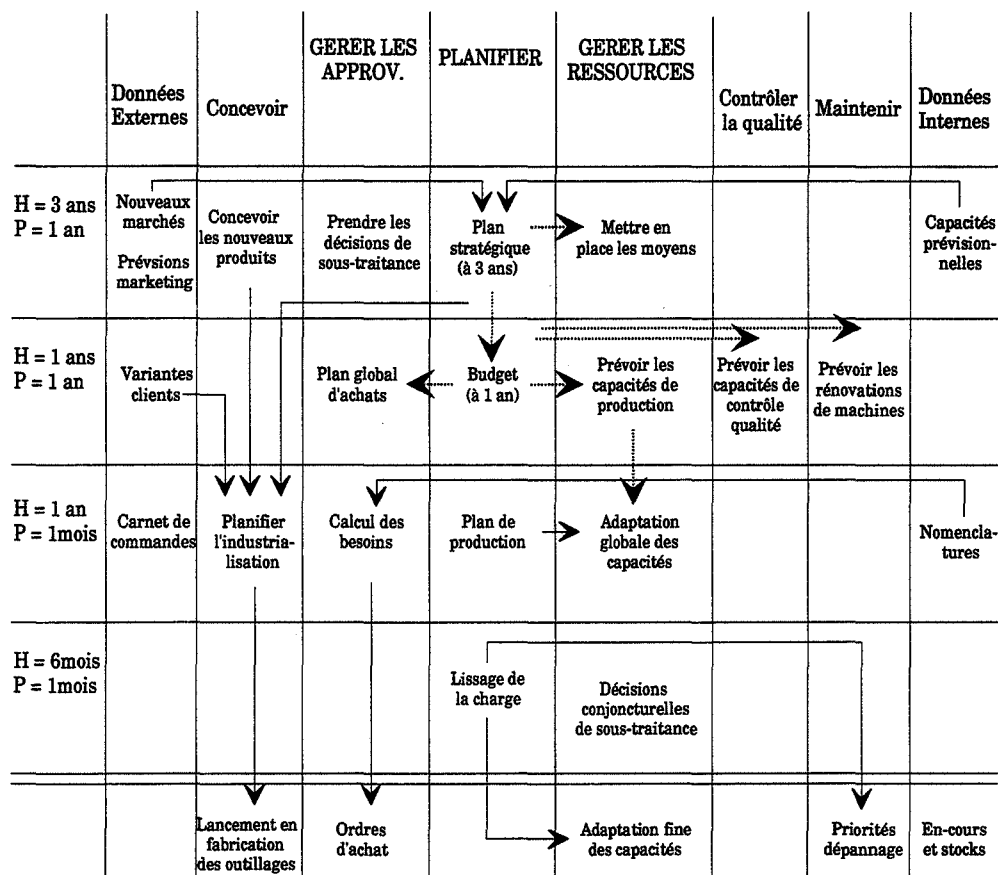 GERER LES
APPROV.
PLANIFIER
GERER LES
RESSOURCES
Données
Externes
Concevoir
Contrôler
la qualité
Maintenir
Données
Internes
H = 3 ans
P = 1 an
Nouveaux
marchés
Prévsions
marketing
Concevoir
les nouveaux
produits
Prendre les
décisions de
sous-traitance
Plan
stratégique
(à 3 ans)
Mettre en
place les moyens
Capacités
prévision-
nelles
H = 1 ans
P = 1 an
Variantes
clients
Plan global
d'achats
Budget
(à 1 an)
Prévoir les
capacités de
production
Prévoir les
capacités de
contrôle
qualité
Prévoir les
rénovations
de machines
H = 1 an
P = 1mois
Carnet de
commandes
Planifier
l'industria-
lisation
Calcul des
besoins
Plan de
production
Adaptation
globale des
capacités
Nomencla-
tures
H = 6mois
P = 1mois
Lissage de
la charge
Décisions
conjoncturelles
de sous-traitance
Lancement en
fabrication
des outillages
Ordres
d'achat
Adaptation fine
des capacités
Priorités
dépannage
En-cours
et stocks